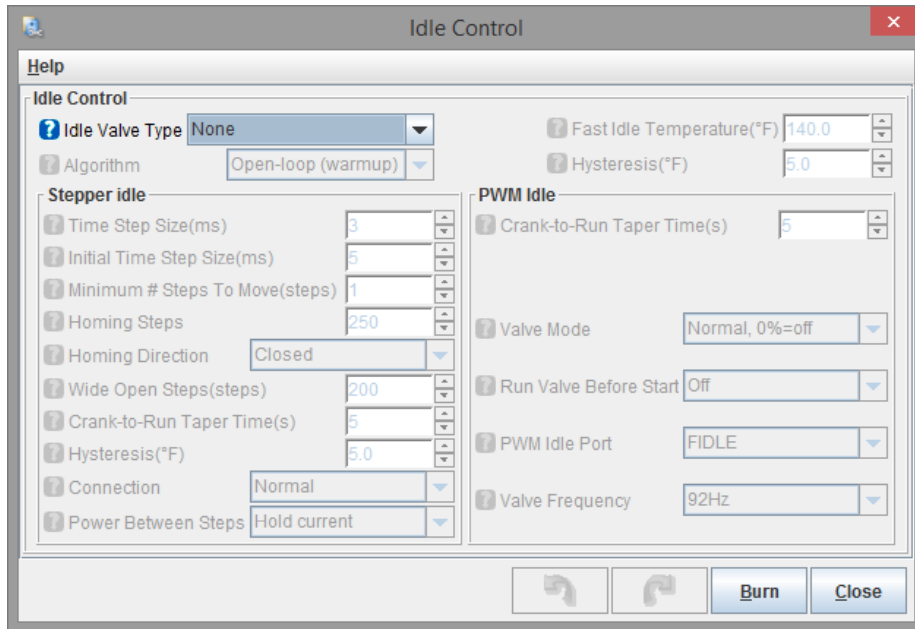 Idle Control
Help
Idle Control
? Idle Valve Type None
? Fast Idle Temperature(°F) 140.0
? Algorithm Open-loop (warmup)
? Hysteresis(°F) 5.0
Stepper idle
? Time Step Size(ms) 3
? Initial Time Step Size(ms) 5
? Minimum # Steps To Move(steps) 1
? Homing Steps 250
? Homing Direction Closed
? Wide Open Steps(steps) 200
? Crank-to-Run Taper Time(s) 5
? Hysteresis(°F) 5.0
? Connection Normal
? Power Between Steps Hold current
PWM Idle
? Crank-to-Run Taper Time(s) 5
? Valve Mode Normal, 0%=off
? Run Valve Before Start Off
? PWM Idle Port FIDLE
? Valve Frequency 92Hz
Burn Close